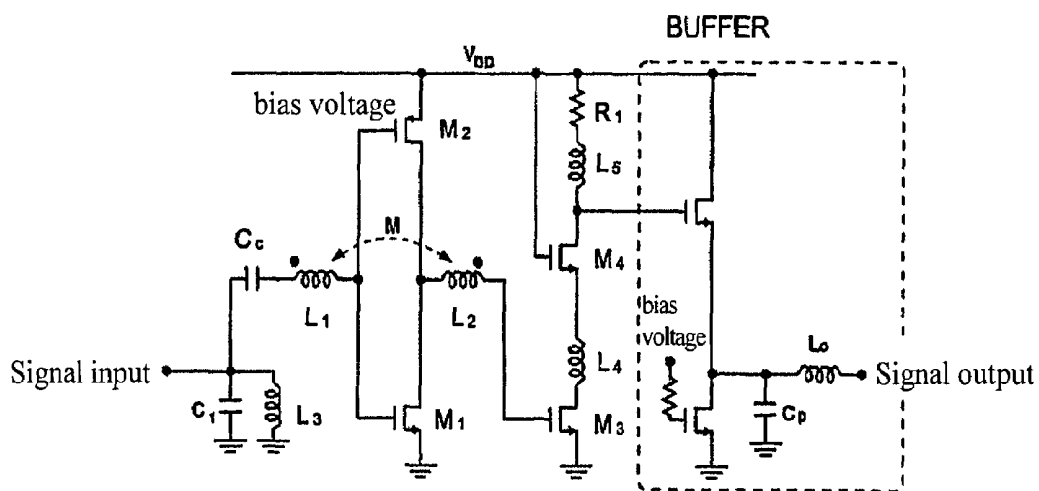 BUFFER
V_DD
bias voltage
M₂
R₁
L₅
M
C_c
L₁
L₂
M₄
bias
voltage
L₄
L_o
Signal input
Signal output
C₁
L₃
M₁
M₃
C_p